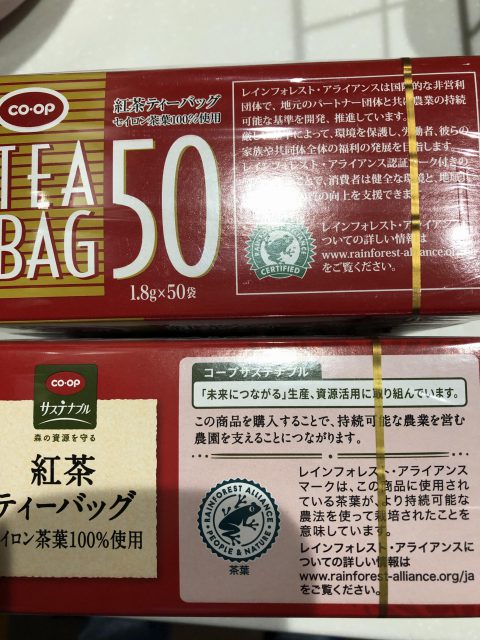 CO·OP
TEA
BAG
50
紅茶ティーバッグ
セイロン茶葉100%使用
1.8g×50袋
レインフォレスト・アライアンスは国際的な非営利
団体で、地元のパートナー団体と共に農業の持続
可能な基準を開発、推進しています。
によって、環境を保護し、労働者、彼らの
家族や共同体全体の福利の発展を目指します。
レインフォレスト・アライアンス認証マーク付きの
ことで、消費者は健全な環境と、地域
の向上を支援できま
CERTIFIED
レインフォレスト・アライアンスに
ついての詳しい情報は
www.rainforest-alliance.org/
をご覧ください。
CO·OP
サステナブル
森の資源を守る
紅茶
ティーバッグ
イロン茶葉100%使用
コープサステナブル
「未来につながる」生産、資源活用に取り組んでいます。
この商品を購入することで、持続可能な農業を営む
農園を支えることにつながります。
RAINFOREST ALLIANCE
PEOPLE & NATURE
茶葉
レインフォレスト・アライアンス
マークは、この商品に使用され
ている茶葉が、より持続可能な
農法を使って栽培されたことを
意味しています。
レインフォレスト・アライアンスに
ついての詳しい情報は
www.rainforest-alliance.org/ja
をご覧ください。